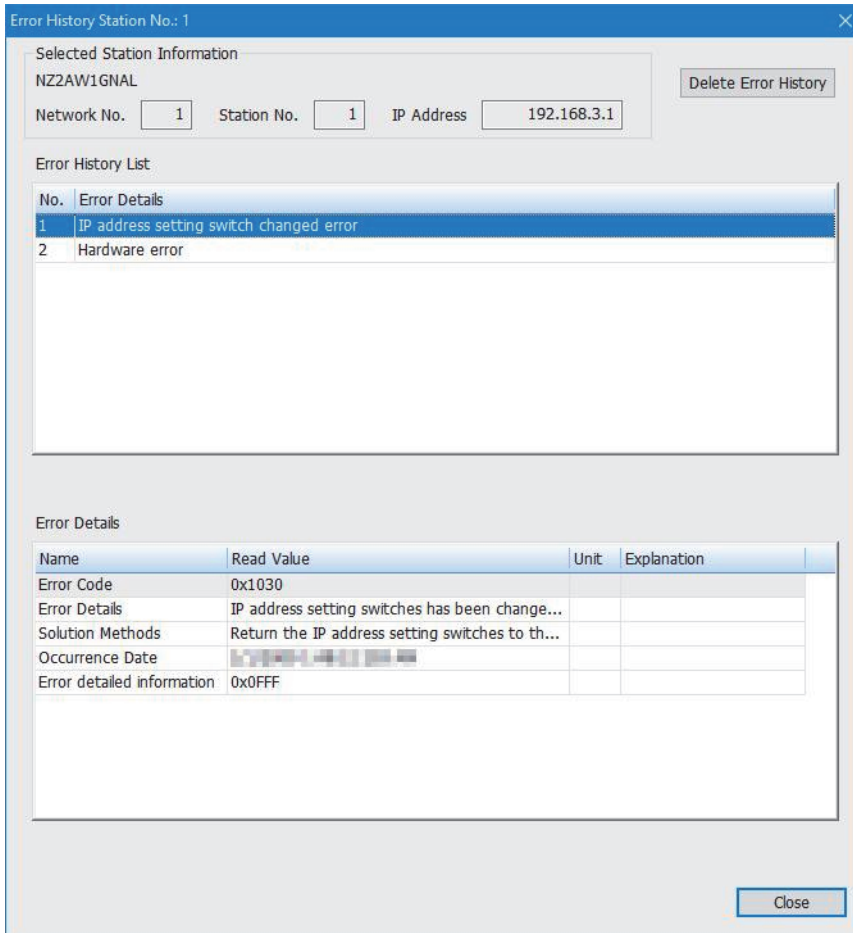 Error History Station No.: 1
Selected Station Information
NZ2AW1GNAL
Delete Error History
Network No. 1 Station No. 1 IP Address 192.168.3.1
Error History List
No. Error Details
1 IP address setting switch changed error
2 Hardware error
Error Details
Name Read Value Unit Explanation
Error Code 0x1030
Error Details IP address setting switches has been change...
Solution Methods Return the IP address setting switches to th...
Occurrence Date
Error detailed information 0x0FFF
Close